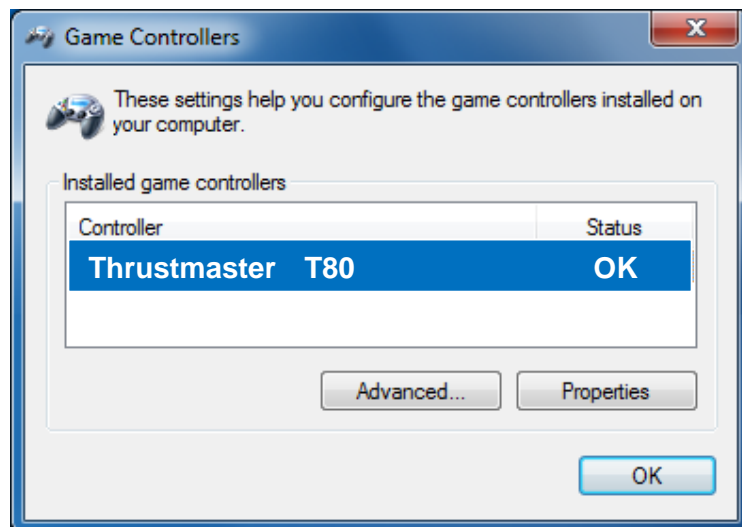 Game Controllers
These settings help you configure the game controllers installed on
your computer.
Installed game controllers
Controller Status
Thrustmaster T80 OK
Advanced... Properties
OK